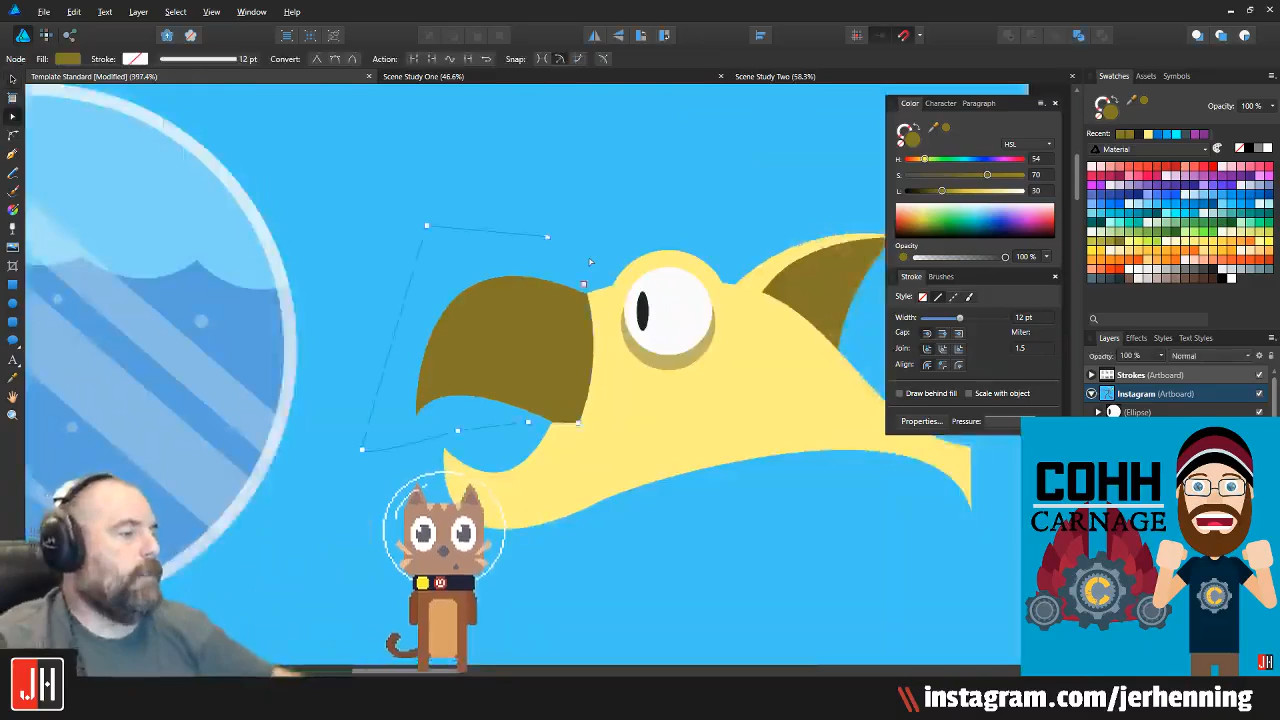 File Edit Text Layer Select View Window Help
Node Fill: Stroke: 12 pt Convert: Action: Snap:
Template Standard [Modified] (397.4%) Scene Study One (46.6%) Scene Study Two (58.3%)
Swatches Assets Symbols
Opacity: 100 %
Recent:
Material
Color Character Paragraph
HSL
H: 54
S: 70
L: 30
Opacity
100 %
Stroke Brushes
Style:
Width: 12 pt
Cap: Miter:
Join: 1.5
Align:
Draw behind fill Scale with object
Properties... Pressure:
Layers Effects Styles Text Styles
Opacity: 100 % Normal
Strokes (Artboard)
Instagram (Artboard)
(Ellipse)
COHH
CARNAGE
C
C
JH
JH
instagram.com/jerhenning